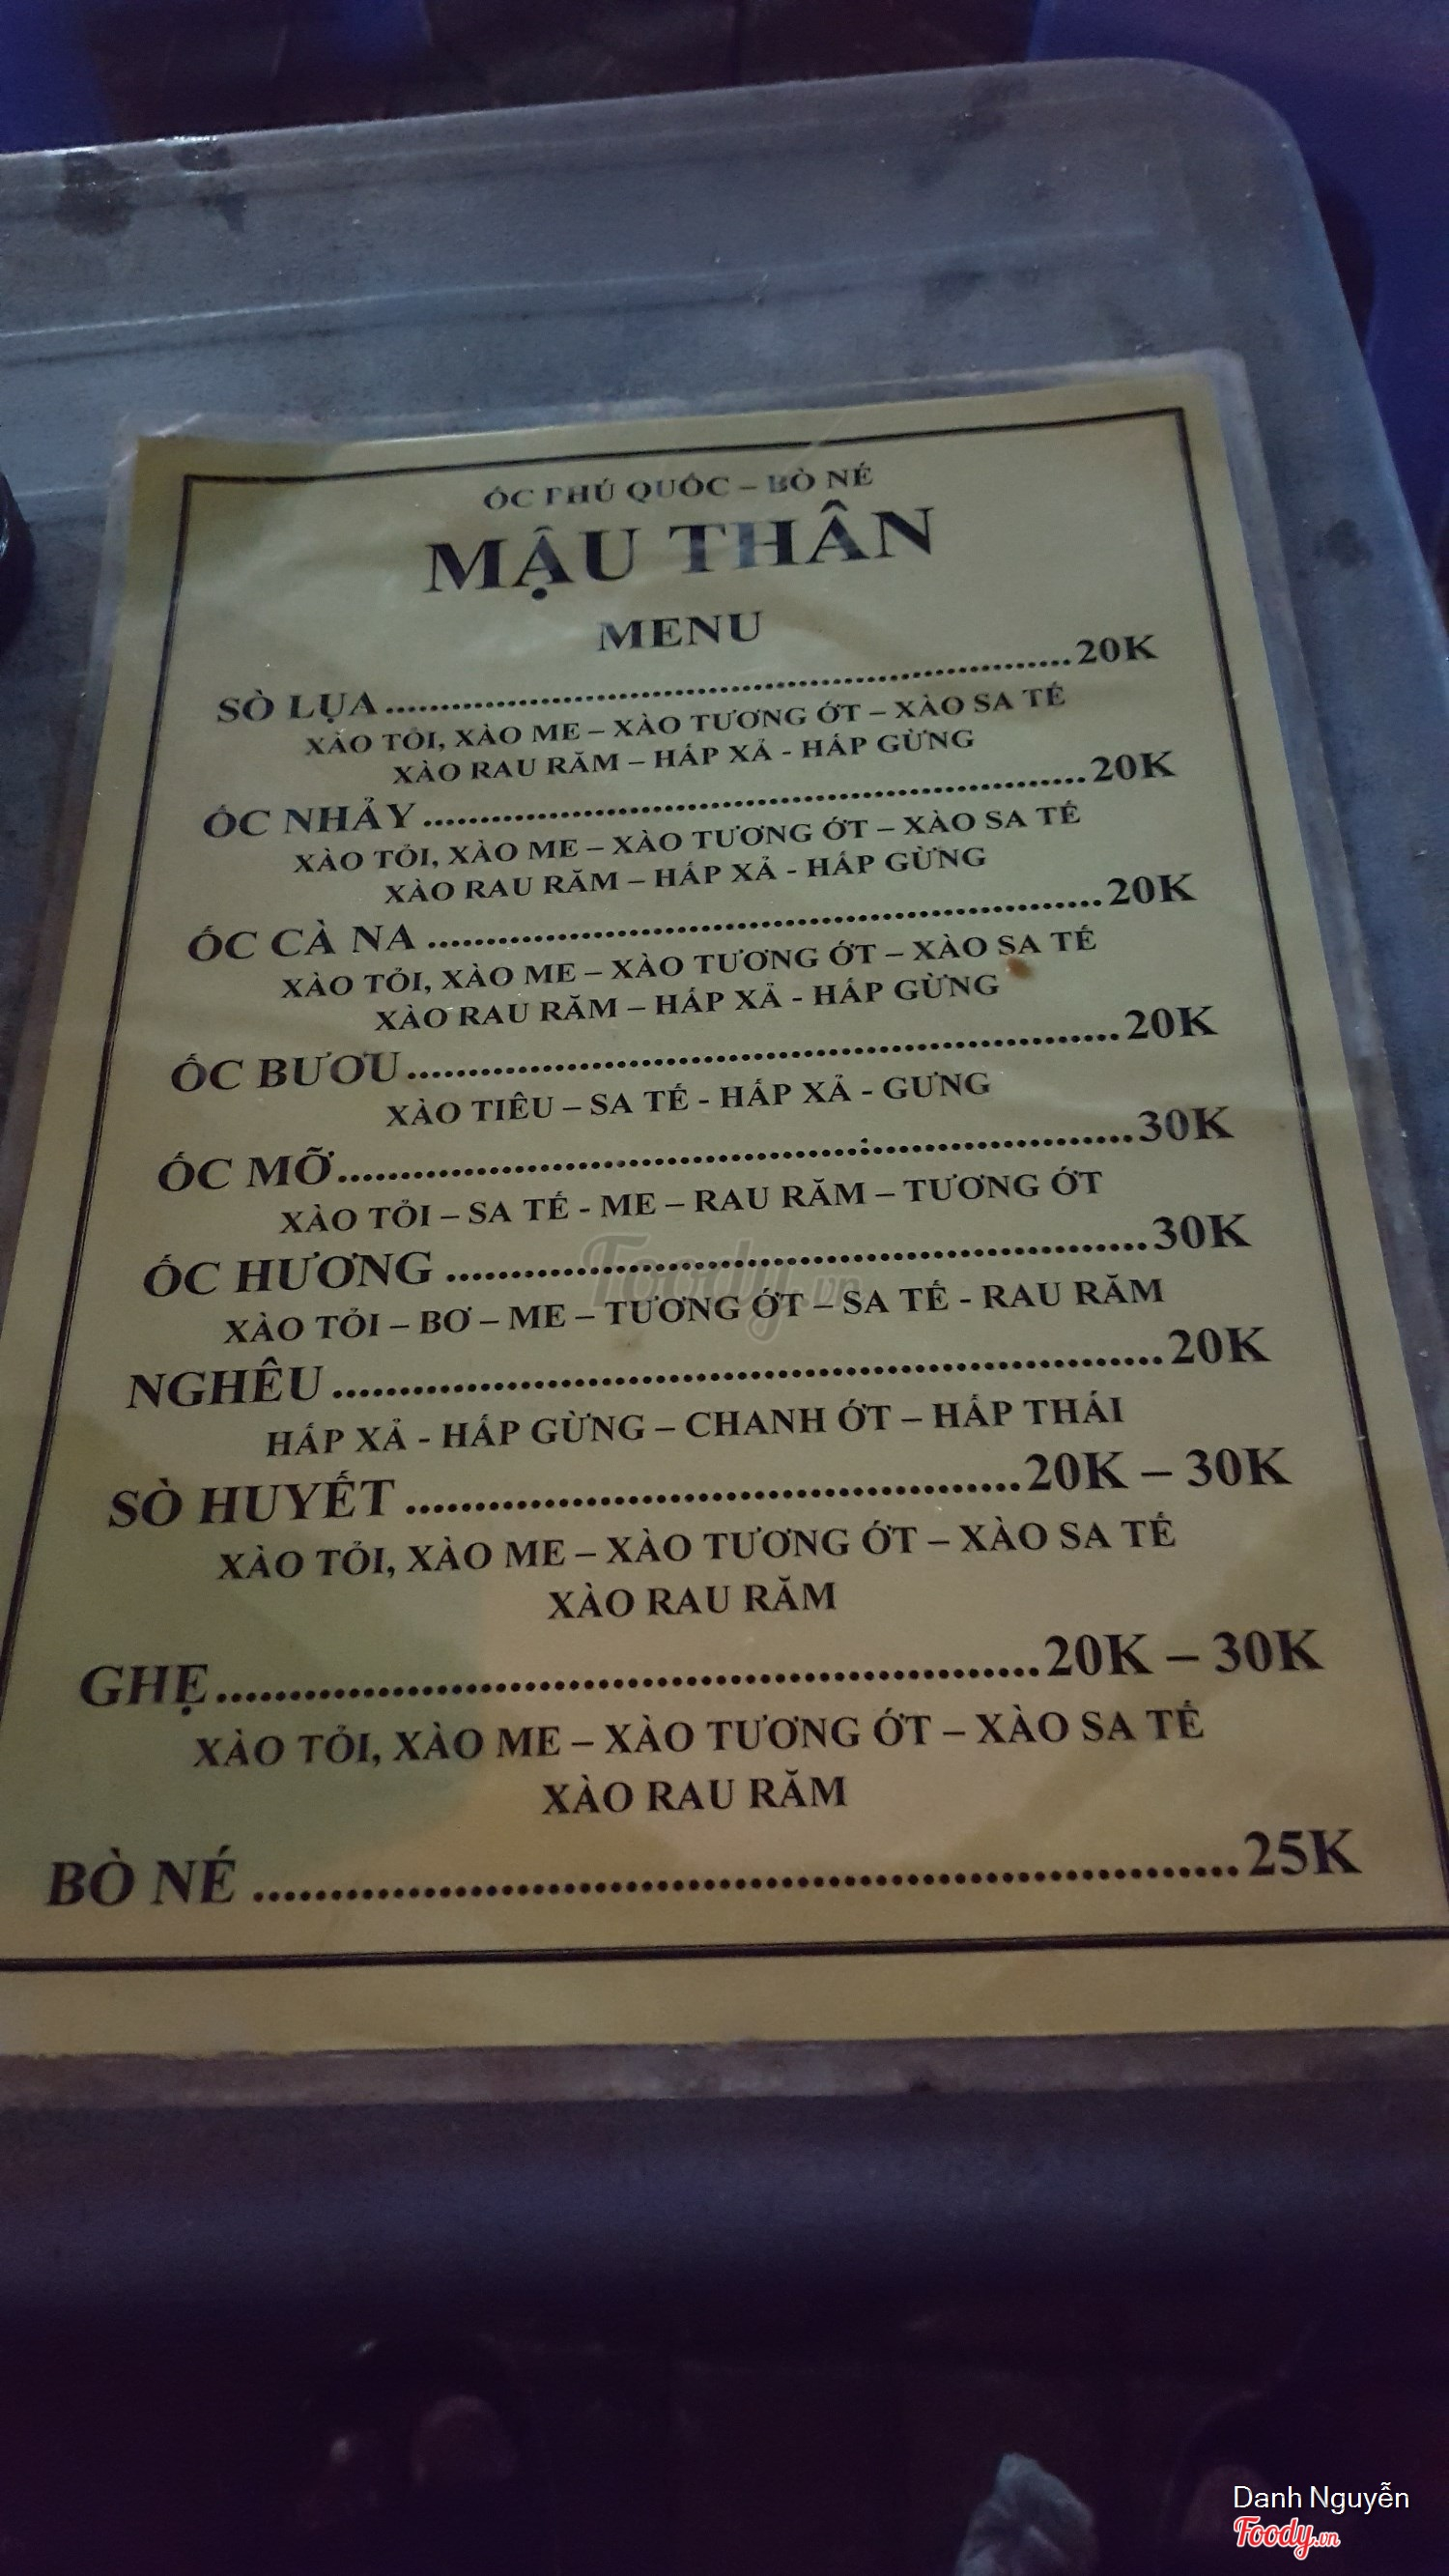 ỐC PHÚ QUỐC – BÒ NÉ
MẬU THÂN
MENU
SÒ LỤA.............................................................20K
XÀO TỎI, XÀO ME – XÀO TƯƠNG ỚT – XÀO SA TẾ
XÀO RAU RĂM – HẤP XẢ - HẤP GỪNG
ỐC NHẢY...........................................................20K
XÀO TỎI, XÀO ME – XÀO TƯƠNG ỚT – XÀO SA TẾ
XÀO RAU RĂM – HẤP XẢ - HẤP GỪNG
ỐC CÀ NA ..........................................................20K
XÀO TỎI, XÀO ME – XÀO TƯƠNG ỚT – XÀO SA TẾ
XÀO RAU RĂM – HẤP XẢ - HẤP GỪNG
ỐC BƯƠU...........................................................20K
XÀO TIÊU – SA TẾ - HẤP XẢ - GƯNG
ỐC MỠ................................................................30K
XÀO TỎI – SA TẾ - ME – RAU RĂM – TƯƠNG ỚT
ỐC HƯƠNG ........................................................30K
XÀO TỎI – BƠ – ME – TƯƠNG ỚT – SA TẾ - RAU RĂM
NGHÊU ...............................................................20K
HẤP XẢ - HẤP GỪNG – CHANH ỚT – HẤP THÁI
SÒ HUYẾT ..............................................20K – 30K
XÀO TỎI, XÀO ME – XÀO TƯƠNG ỚT – XÀO SA TẾ
XÀO RAU RĂM
GHẸ.............................................................20K – 30K
XÀO TỎI, XÀO ME – XÀO TƯƠNG ỚT – XÀO SA TẾ
XÀO RAU RĂM
BÒ NÉ ..................................................................25K
Foody.vn
Danh Nguyễn
Foody.vn